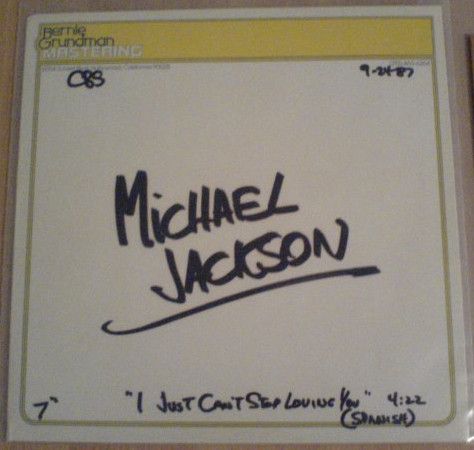 Bernie
Grundman
MASTERING
CBS 9-24-87
MICHAEL
JACKSON
7" "I JUST CAN'T STOP LOVING YOU" 4:22
(SPANISH)